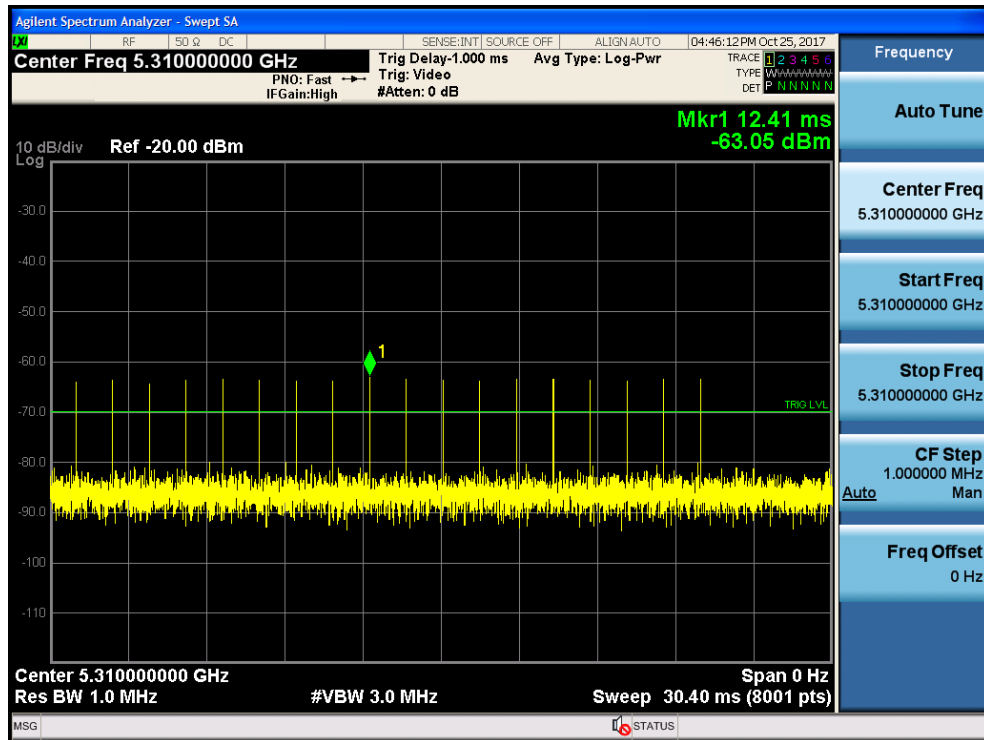 Agilent Spectrum Analyzer - Swept SA
LXI RF 50 Ω DC SENSE:INT SOURCE OFF ALIGN AUTO 04:46:12 PM Oct 25, 2017
Center Freq 5.310000000 GHz
PNO: Fast
IFGain:High
Trig Delay-1.000 ms
Trig: Video
#Atten: 0 dB
Avg Type: Log-Pwr
TRACE 1 2 3 4 5 6
TYPE WWWWWW
DET P N N N N N
Mkr1 12.41 ms
-63.05 dBm
10 dB/div Ref -20.00 dBm
Log
-30.0
-40.0
-50.0
-60.0
1
-70.0
TRIG LVL
-80.0
-90.0
-100
-110
Center 5.310000000 GHz Span 0 Hz
Res BW 1.0 MHz #VBW 3.0 MHz Sweep 30.40 ms (8001 pts)
MSG STATUS
Frequency
Auto Tune
Center Freq
5.310000000 GHz
Start Freq
5.310000000 GHz
Stop Freq
5.310000000 GHz
CF Step
1.000000 MHz
Auto Man
Freq Offset
0 Hz